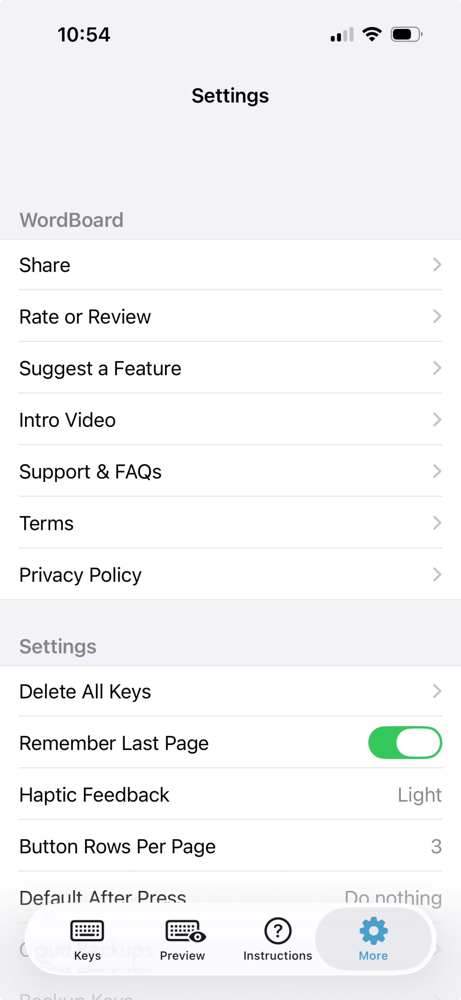 10:54
Settings
WordBoard
Share
Rate or Review
Suggest a Feature
Intro Video
Support & FAQs
Terms
Privacy Policy
Settings
Delete All Keys
Remember Last Page
Haptic Feedback Light
Button Rows Per Page 3
Default After Press Do nothing
Cloud Backups
Keys Preview Instructions More
Backup Keys